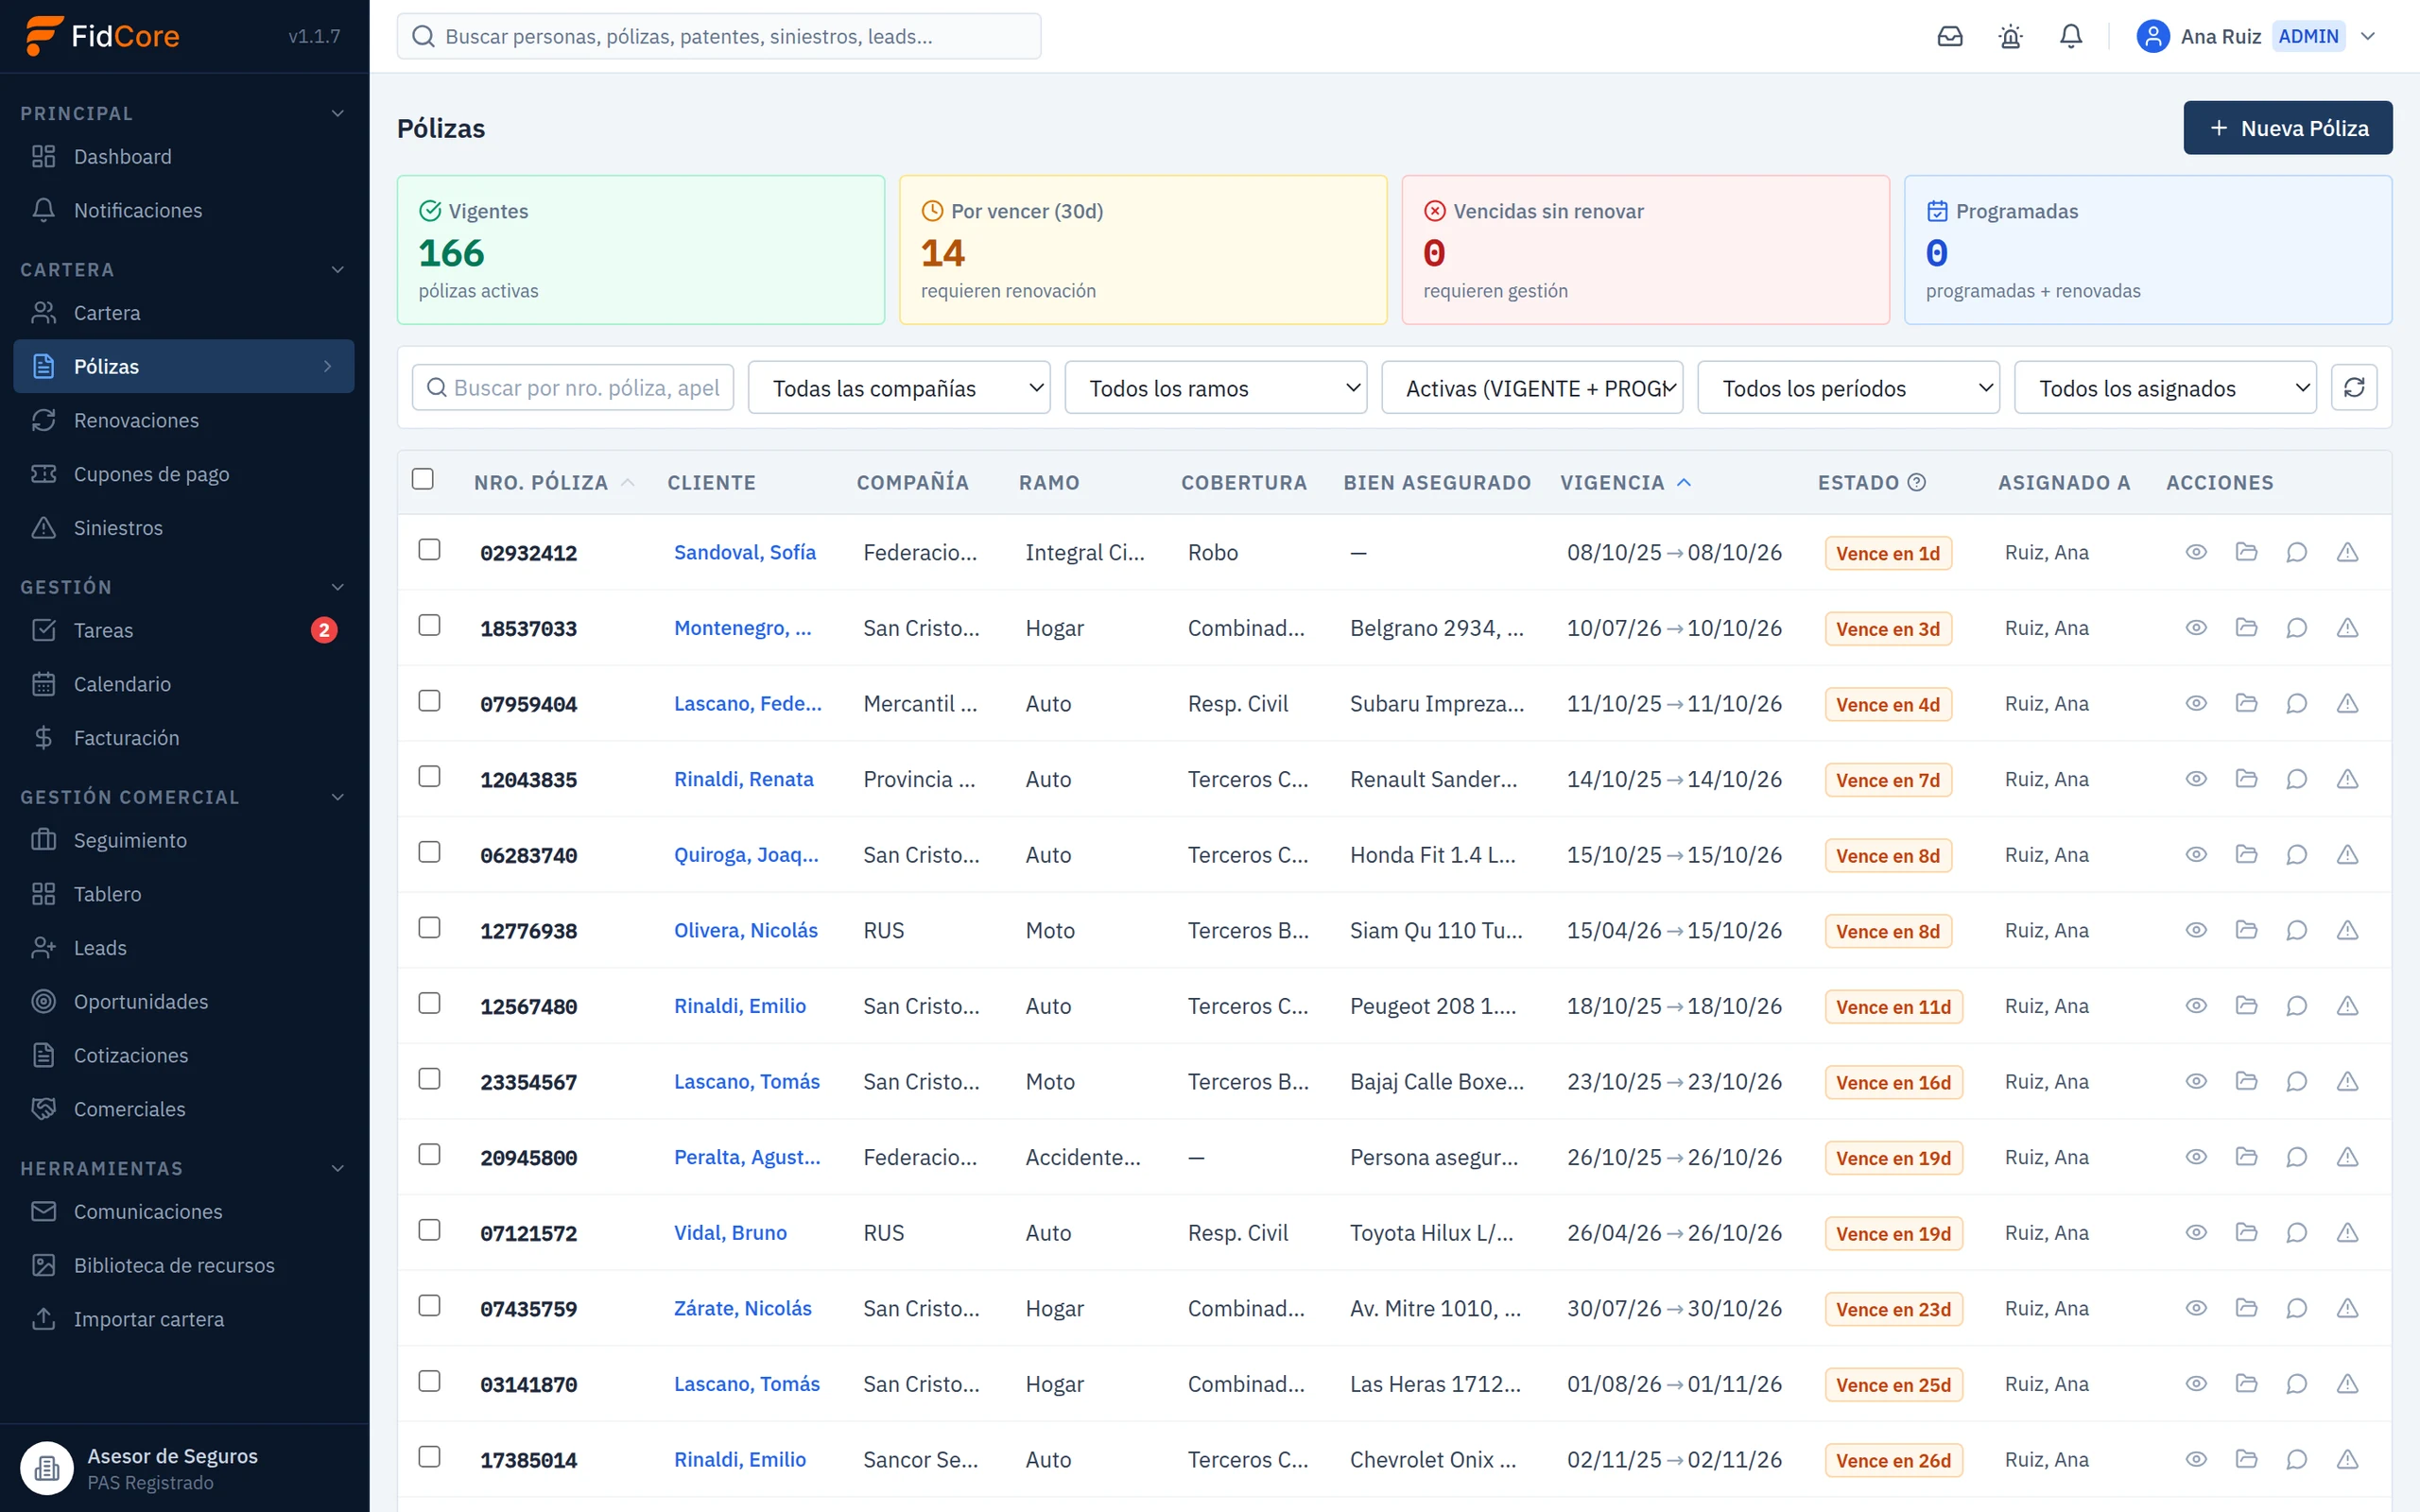 FidCore
v1.1.7
PRINCIPAL
Dashboard
Notificaciones
CARTERA
Cartera
Pólizas
Renovaciones
Cupones de pago
Siniestros
GESTIÓN
Tareas 2
Calendario
Facturación
GESTIÓN COMERCIAL
Seguimiento
Tablero
Leads
Oportunidades
Cotizaciones
Comerciales
HERRAMIENTAS
Comunicaciones
Biblioteca de recursos
Importar cartera
Asesor de Seguros
PAS Registrado
Buscar personas, pólizas, patentes, siniestros, leads...
Ana Ruiz ADMIN
Pólizas
+ Nueva Póliza
Vigentes
166
pólizas activas
Por vencer (30d)
14
requieren renovación
Vencidas sin renovar
0
requieren gestión
Programadas
0
programadas + renovadas
Buscar por nro. póliza, apel
Todas las compañías
Todos los ramos
Activas (VIGENTE + PROG
Todos los períodos
Todos los asignados
NRO. PÓLIZA CLIENTE COMPAÑÍA RAMO COBERTURA BIEN ASEGURADO VIGENCIA ESTADO ASIGNADO A ACCIONES
02932412 Sandoval, Sofía Federacio... Integral Ci... Robo — 08/10/25→08/10/26 Vence en 1d Ruiz, Ana
18537033 Montenegro, ... San Cristo... Hogar Combinad... Belgrano 2934, ... 10/07/26→10/10/26 Vence en 3d Ruiz, Ana
07959404 Lascano, Fede... Mercantil ... Auto Resp. Civil Subaru Impreza... 11/10/25→11/10/26 Vence en 4d Ruiz, Ana
12043835 Rinaldi, Renata Provincia ... Auto Terceros C... Renault Sander... 14/10/25→14/10/26 Vence en 7d Ruiz, Ana
06283740 Quiroga, Joaq... San Cristo... Auto Terceros C... Honda Fit 1.4 L... 15/10/25→15/10/26 Vence en 8d Ruiz, Ana
12776938 Olivera, Nicolás RUS Moto Terceros B... Siam Qu 110 Tu... 15/04/26→15/10/26 Vence en 8d Ruiz, Ana
12567480 Rinaldi, Emilio San Cristo... Auto Terceros C... Peugeot 208 1.... 18/10/25→18/10/26 Vence en 11d Ruiz, Ana
23354567 Lascano, Tomás San Cristo... Moto Terceros B... Bajaj Calle Boxe... 23/10/25→23/10/26 Vence en 16d Ruiz, Ana
20945800 Peralta, Agust... Federacio... Accidente... — Persona asegur... 26/10/25→26/10/26 Vence en 19d Ruiz, Ana
07121572 Vidal, Bruno RUS Auto Resp. Civil Toyota Hilux L/... 26/04/26→26/10/26 Vence en 19d Ruiz, Ana
07435759 Zárate, Nicolás San Cristo... Hogar Combinad... Av. Mitre 1010, ... 30/07/26→30/10/26 Vence en 23d Ruiz, Ana
03141870 Lascano, Tomás San Cristo... Hogar Combinad... Las Heras 1712... 01/08/26→01/11/26 Vence en 25d Ruiz, Ana
17385014 Rinaldi, Emilio Sancor Se... Auto Terceros C... Chevrolet Onix ... 02/11/25→02/11/26 Vence en 26d Ruiz, Ana